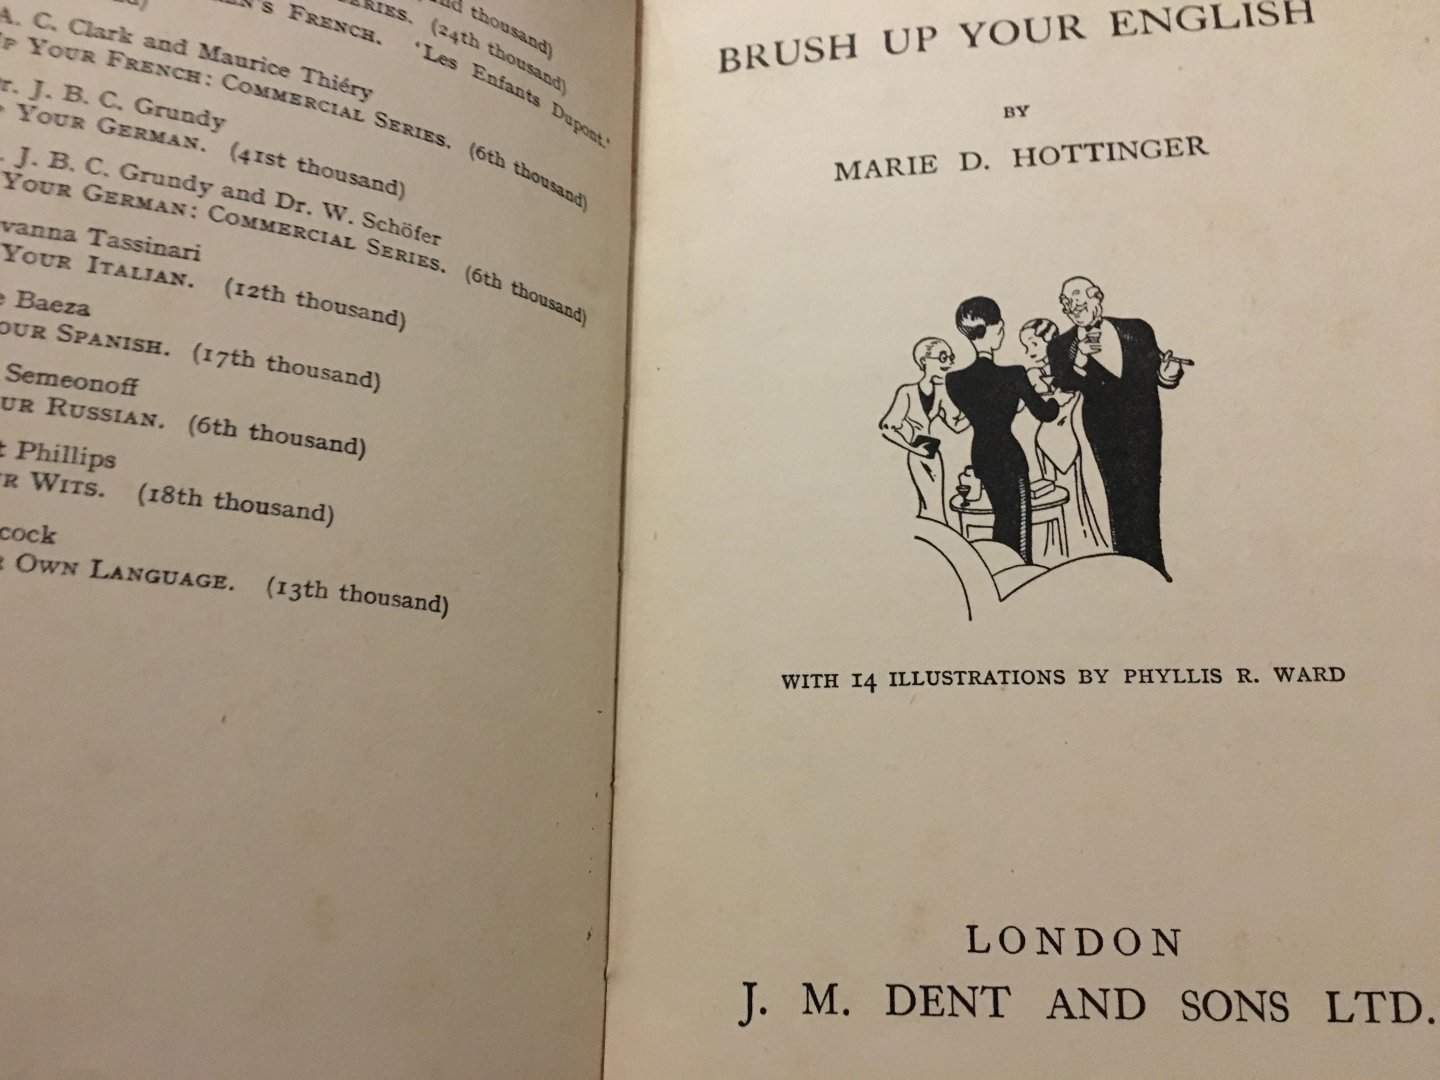 SERIES. thousand)
FRENCH. (24th thousand)
'Les Enfants Dupont.'
A. C. Clark and Maurice Thiéry
UP YOUR FRENCH: COMMERCIAL SERIES. (6th thousand)
J. B. C. Grundy
YOUR GERMAN. (41st thousand)
J. B. C. Grundy and Dr. W. Schöfer
YOUR GERMAN: COMMERCIAL SERIES. (6th thousand)
Tassinari
YOUR ITALIAN. (12th thousand)
Baeza
SPANISH. (17th thousand)
Semeonoff
RUSSIAN. (6th thousand)
Phillips
WITS. (18th thousand)
OWN LANGUAGE. (13th thousand)
BRUSH UP YOUR ENGLISH
BY
MARIE D. HOTTINGER
WITH 14 ILLUSTRATIONS BY PHYLLIS R. WARD
LONDON
J. M. DENT AND SONS LTD.